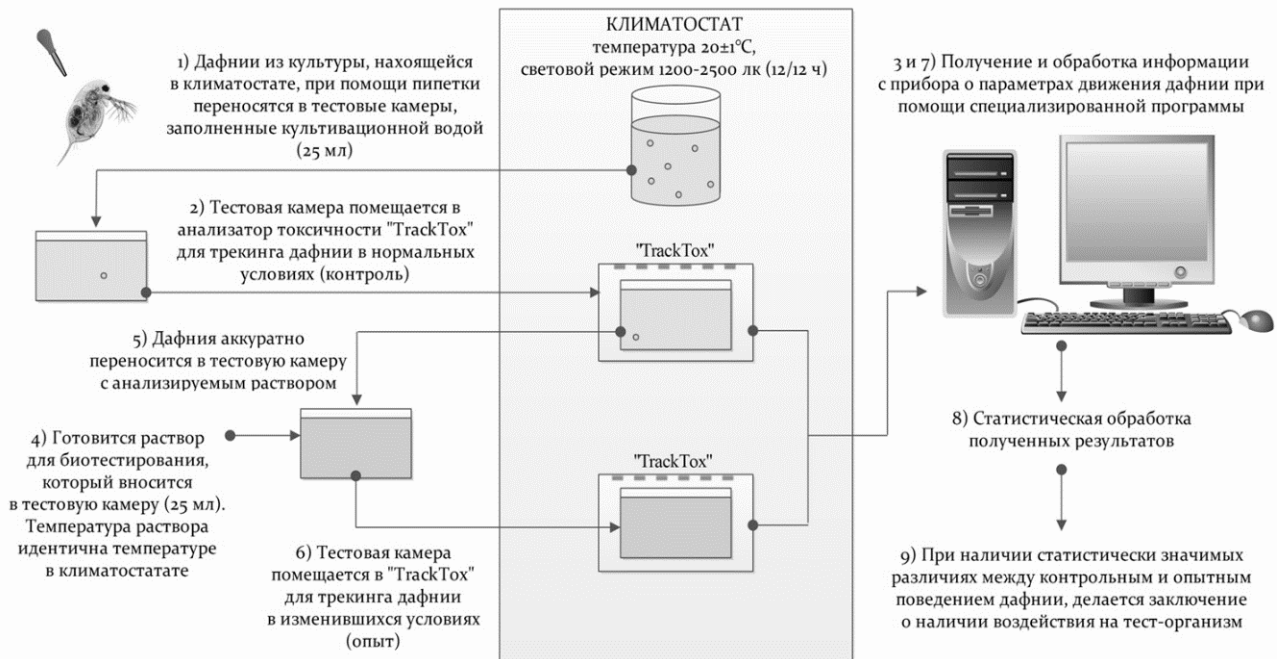 КЛИМАТОСТАТ
температура 20±1°C,
световой режим 1200-2500 лк (12/12 ч)
1) Дафнии из культуры, нахоящейся
в климатостате, при помощи пипетки
переносятся в тестовые камеры,
заполненные культивационной водой
(25 мл)
2) Тестовая камера помещается в
анализатор токсичности "TrackTox"
для трекинга дафнии в нормальных
условиях (контроль)
"TrackTox"
3 и 7) Получение и обработка информации
с прибора о параметрах движения дафнии при
помощи специализированной программы
4) Готовится раствор
для биотестирования,
который вносится
в тестовую камеру (25 мл).
Температура раствора
идентична температуре
в климатостатате
5) Дафния аккуратно
переносится в тестовую камеру
с анализируемым раствором
"TrackTox"
6) Тестовая камера
помещается в "TrackTox"
для трекинга дафнии
в изменившихся условиях
(опыт)
8) Статистическая обработка
полученных результатов
9) При наличии статистически значимых
различиях между контрольным и опытным
поведением дафнии, делается заключение
о наличии воздействия на тест-организм